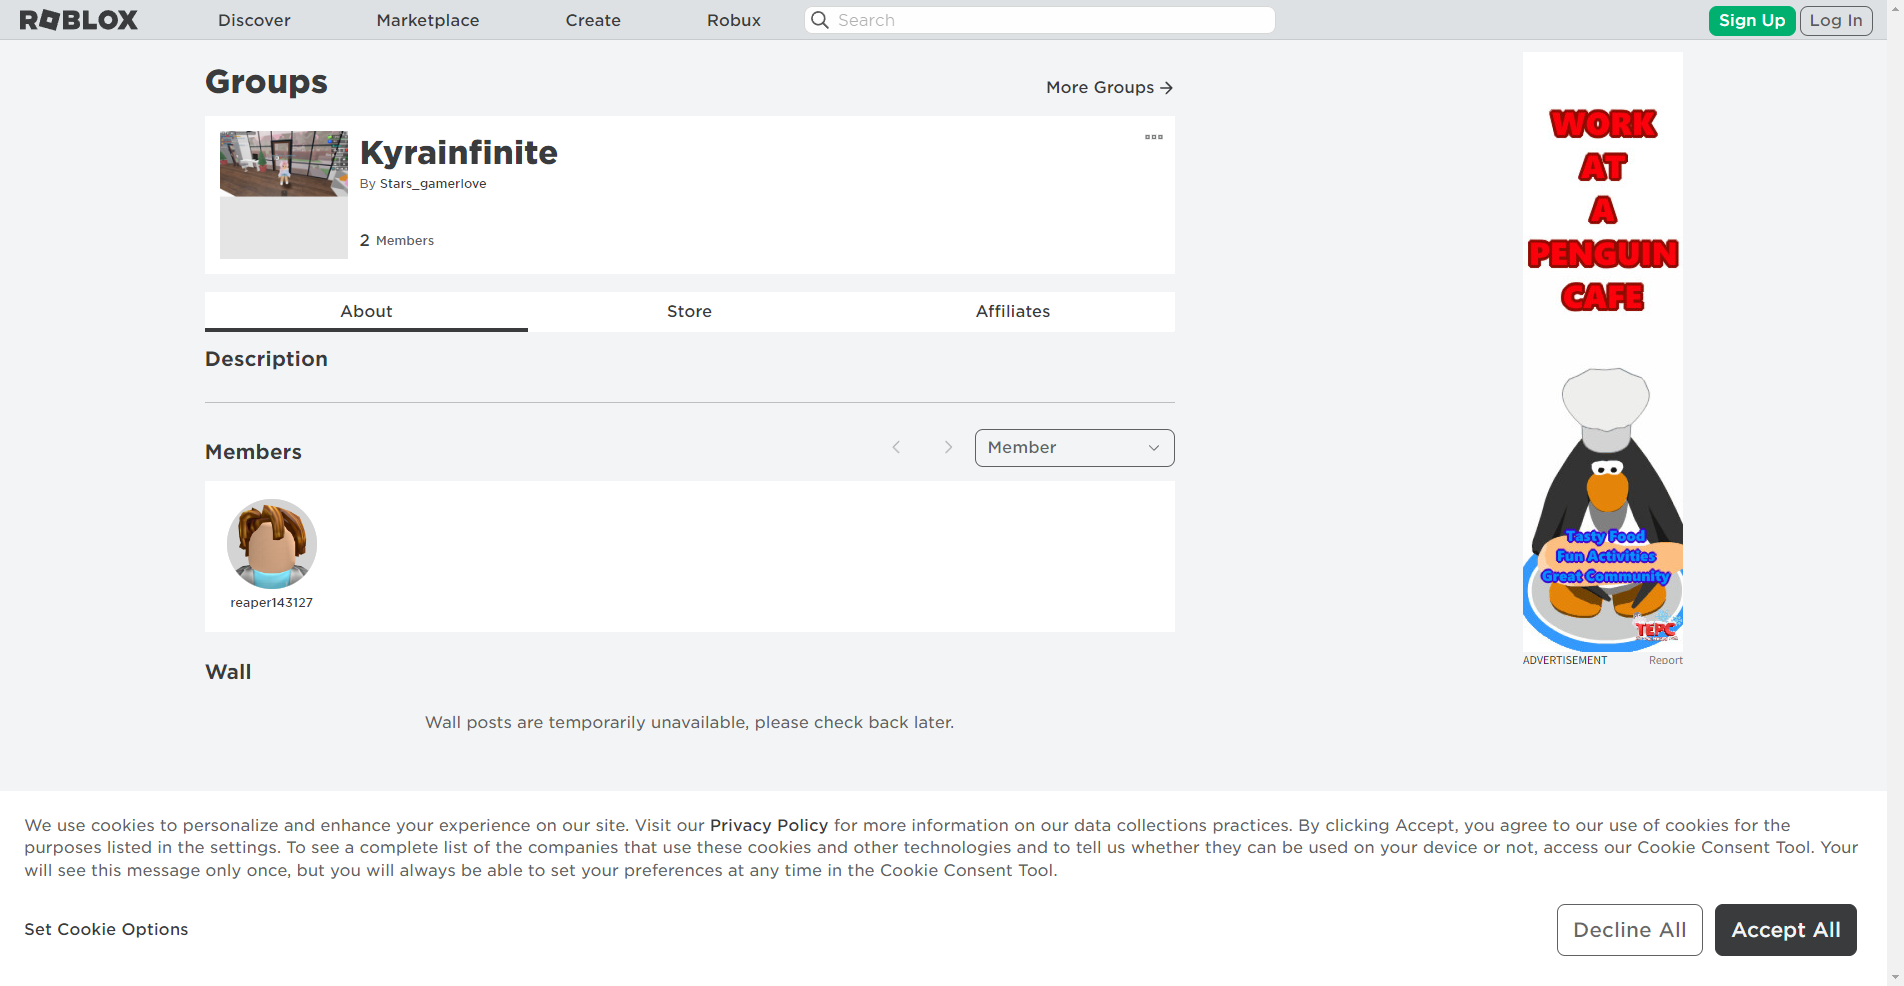 ROBLOX
Discover
Marketplace
Create
Robux
Search
Sign Up
Log In
Groups
More Groups
Kyrainfinite
By Stars_gamerlove
2 Members
About
Store
Affiliates
Description
Members
Member
reaper143127
Wall
Wall posts are temporarily unavailable, please check back later.
WORK
AT
A
PENGUIN
CAFE
Tasty Food
Fun Activities
Great Community
TEPC
ADVERTISEMENT
Report
We use cookies to personalize and enhance your experience on our site. Visit our Privacy Policy for more information on our data collections practices. By clicking Accept, you agree to our use of cookies for the
purposes listed in the settings. To see a complete list of the companies that use these cookies and other technologies and to tell us whether they can be used on your device or not, access our Cookie Consent Tool. Your
will see this message only once, but you will always be able to set your preferences at any time in the Cookie Consent Tool.
Set Cookie Options
Decline All
Accept All